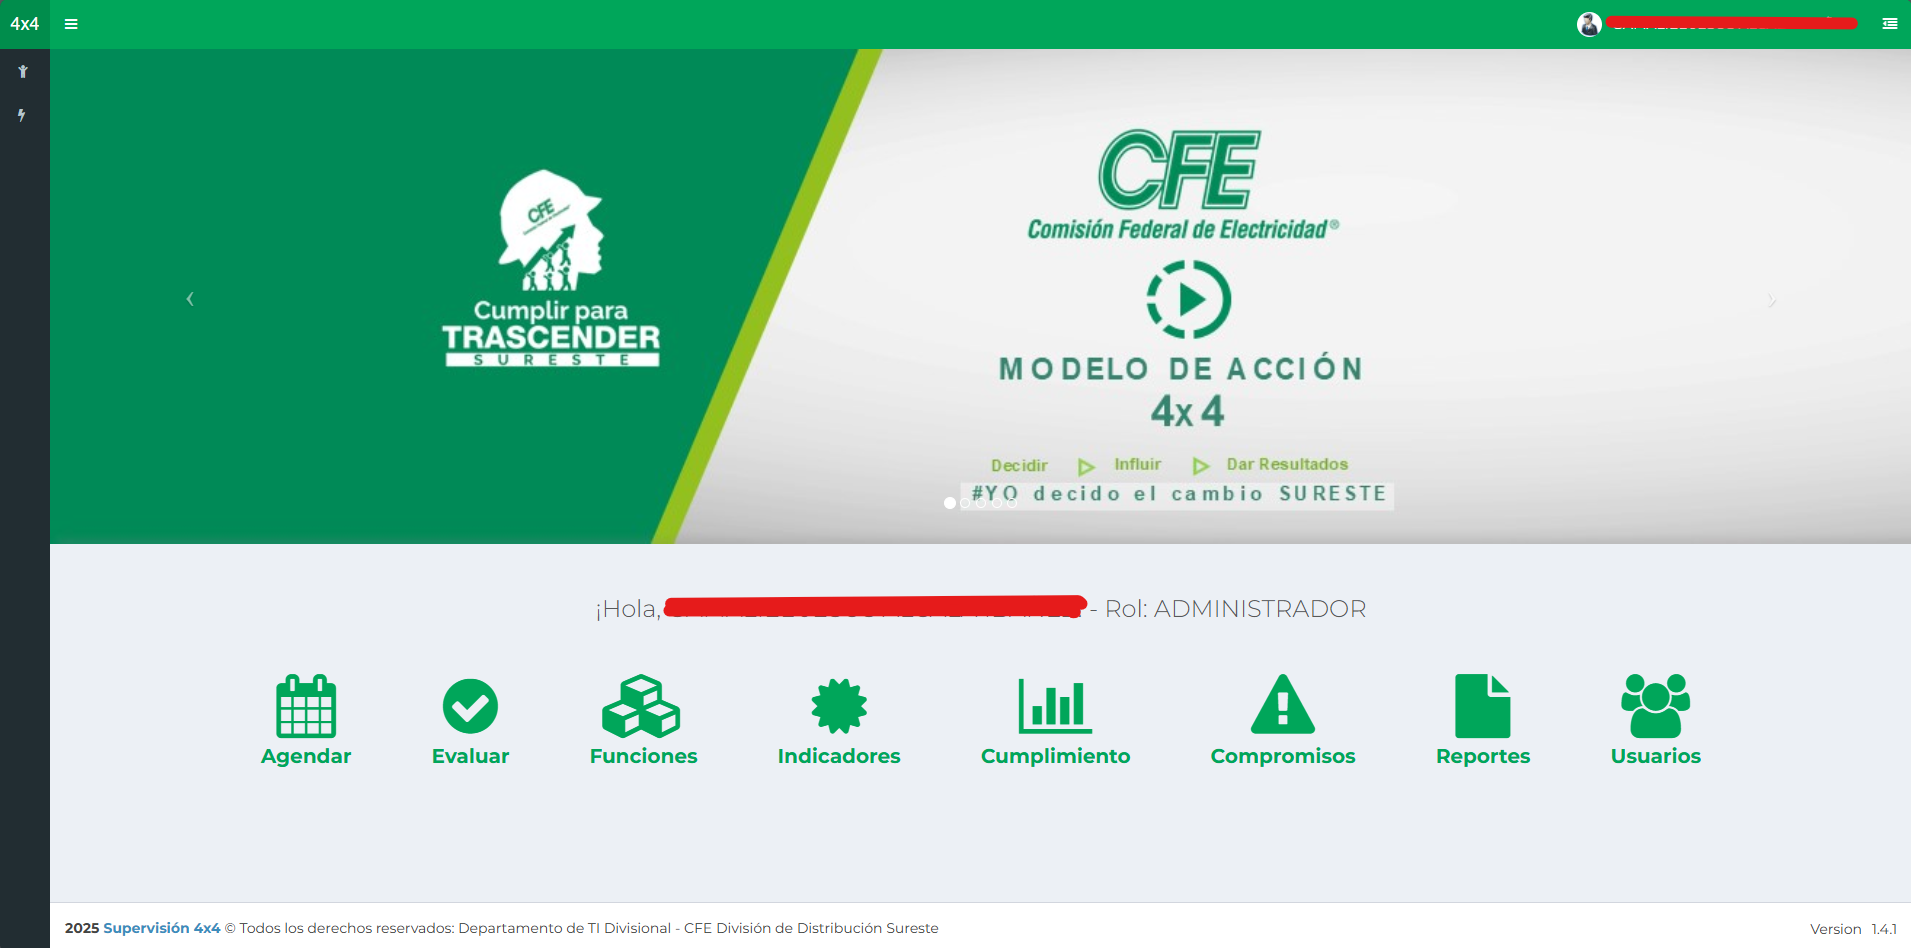 4x4
CFE
Cumplir para
TRASCENDER
SURESTE
CFE
Comisión Federal de Electricidad®
MODELO DE ACCIÓN
4x4
Decidir Influir Dar Resultados
#YO decido el cambio SURESTE
¡Hola, - Rol: ADMINISTRADOR
Agendar Evaluar Funciones Indicadores Cumplimiento Compromisos Reportes Usuarios
2025 Supervisión 4x4 © Todos los derechos reservados: Departamento de TI Divisional - CFE División de Distribución Sureste
Version 1.4.1